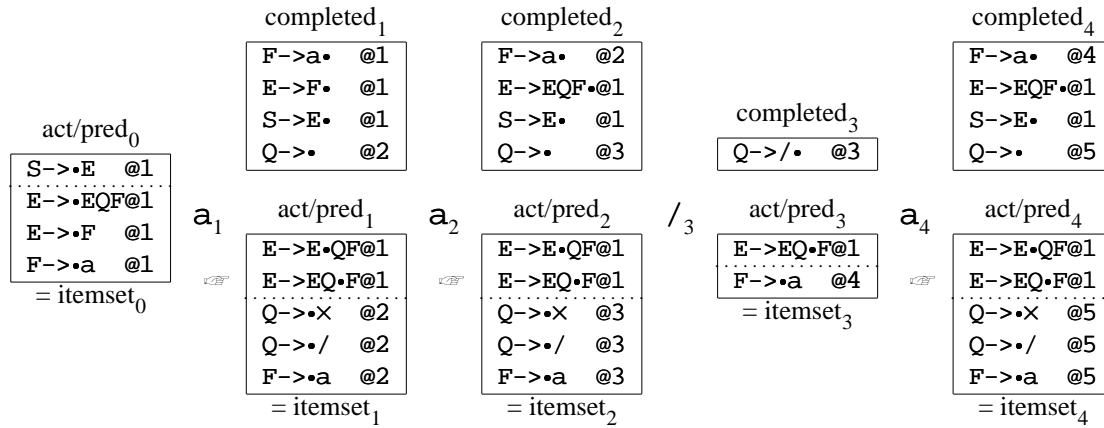 completed₁
F->a• @1
E->F• @1
S->E• @1
Q->• @2
completed₂
F->a• @2
E->EQF•@1
S->E• @1
Q->• @3
completed₃
Q->/• @3
completed₄
F->a• @4
E->EQF•@1
S->E• @1
Q->• @5
act/pred₀
S->•E @1
E->•EQF@1
E->•F @1
F->•a @1
= itemset₀
a₁
☞
act/pred₁
E->E•QF@1
E->EQ•F@1
Q->•× @2
Q->•/ @2
F->•a @2
= itemset₁
a₂
☞
act/pred₂
E->E•QF@1
E->EQ•F@1
Q->•× @3
Q->•/ @3
F->•a @3
= itemset₂
/₃
act/pred₃
E->EQ•F@1
F->•a @4
= itemset₃
a₄
☞
act/pred₄
E->E•QF@1
E->EQ•F@1
Q->•× @5
Q->•/ @5
F->•a @5
= itemset₄